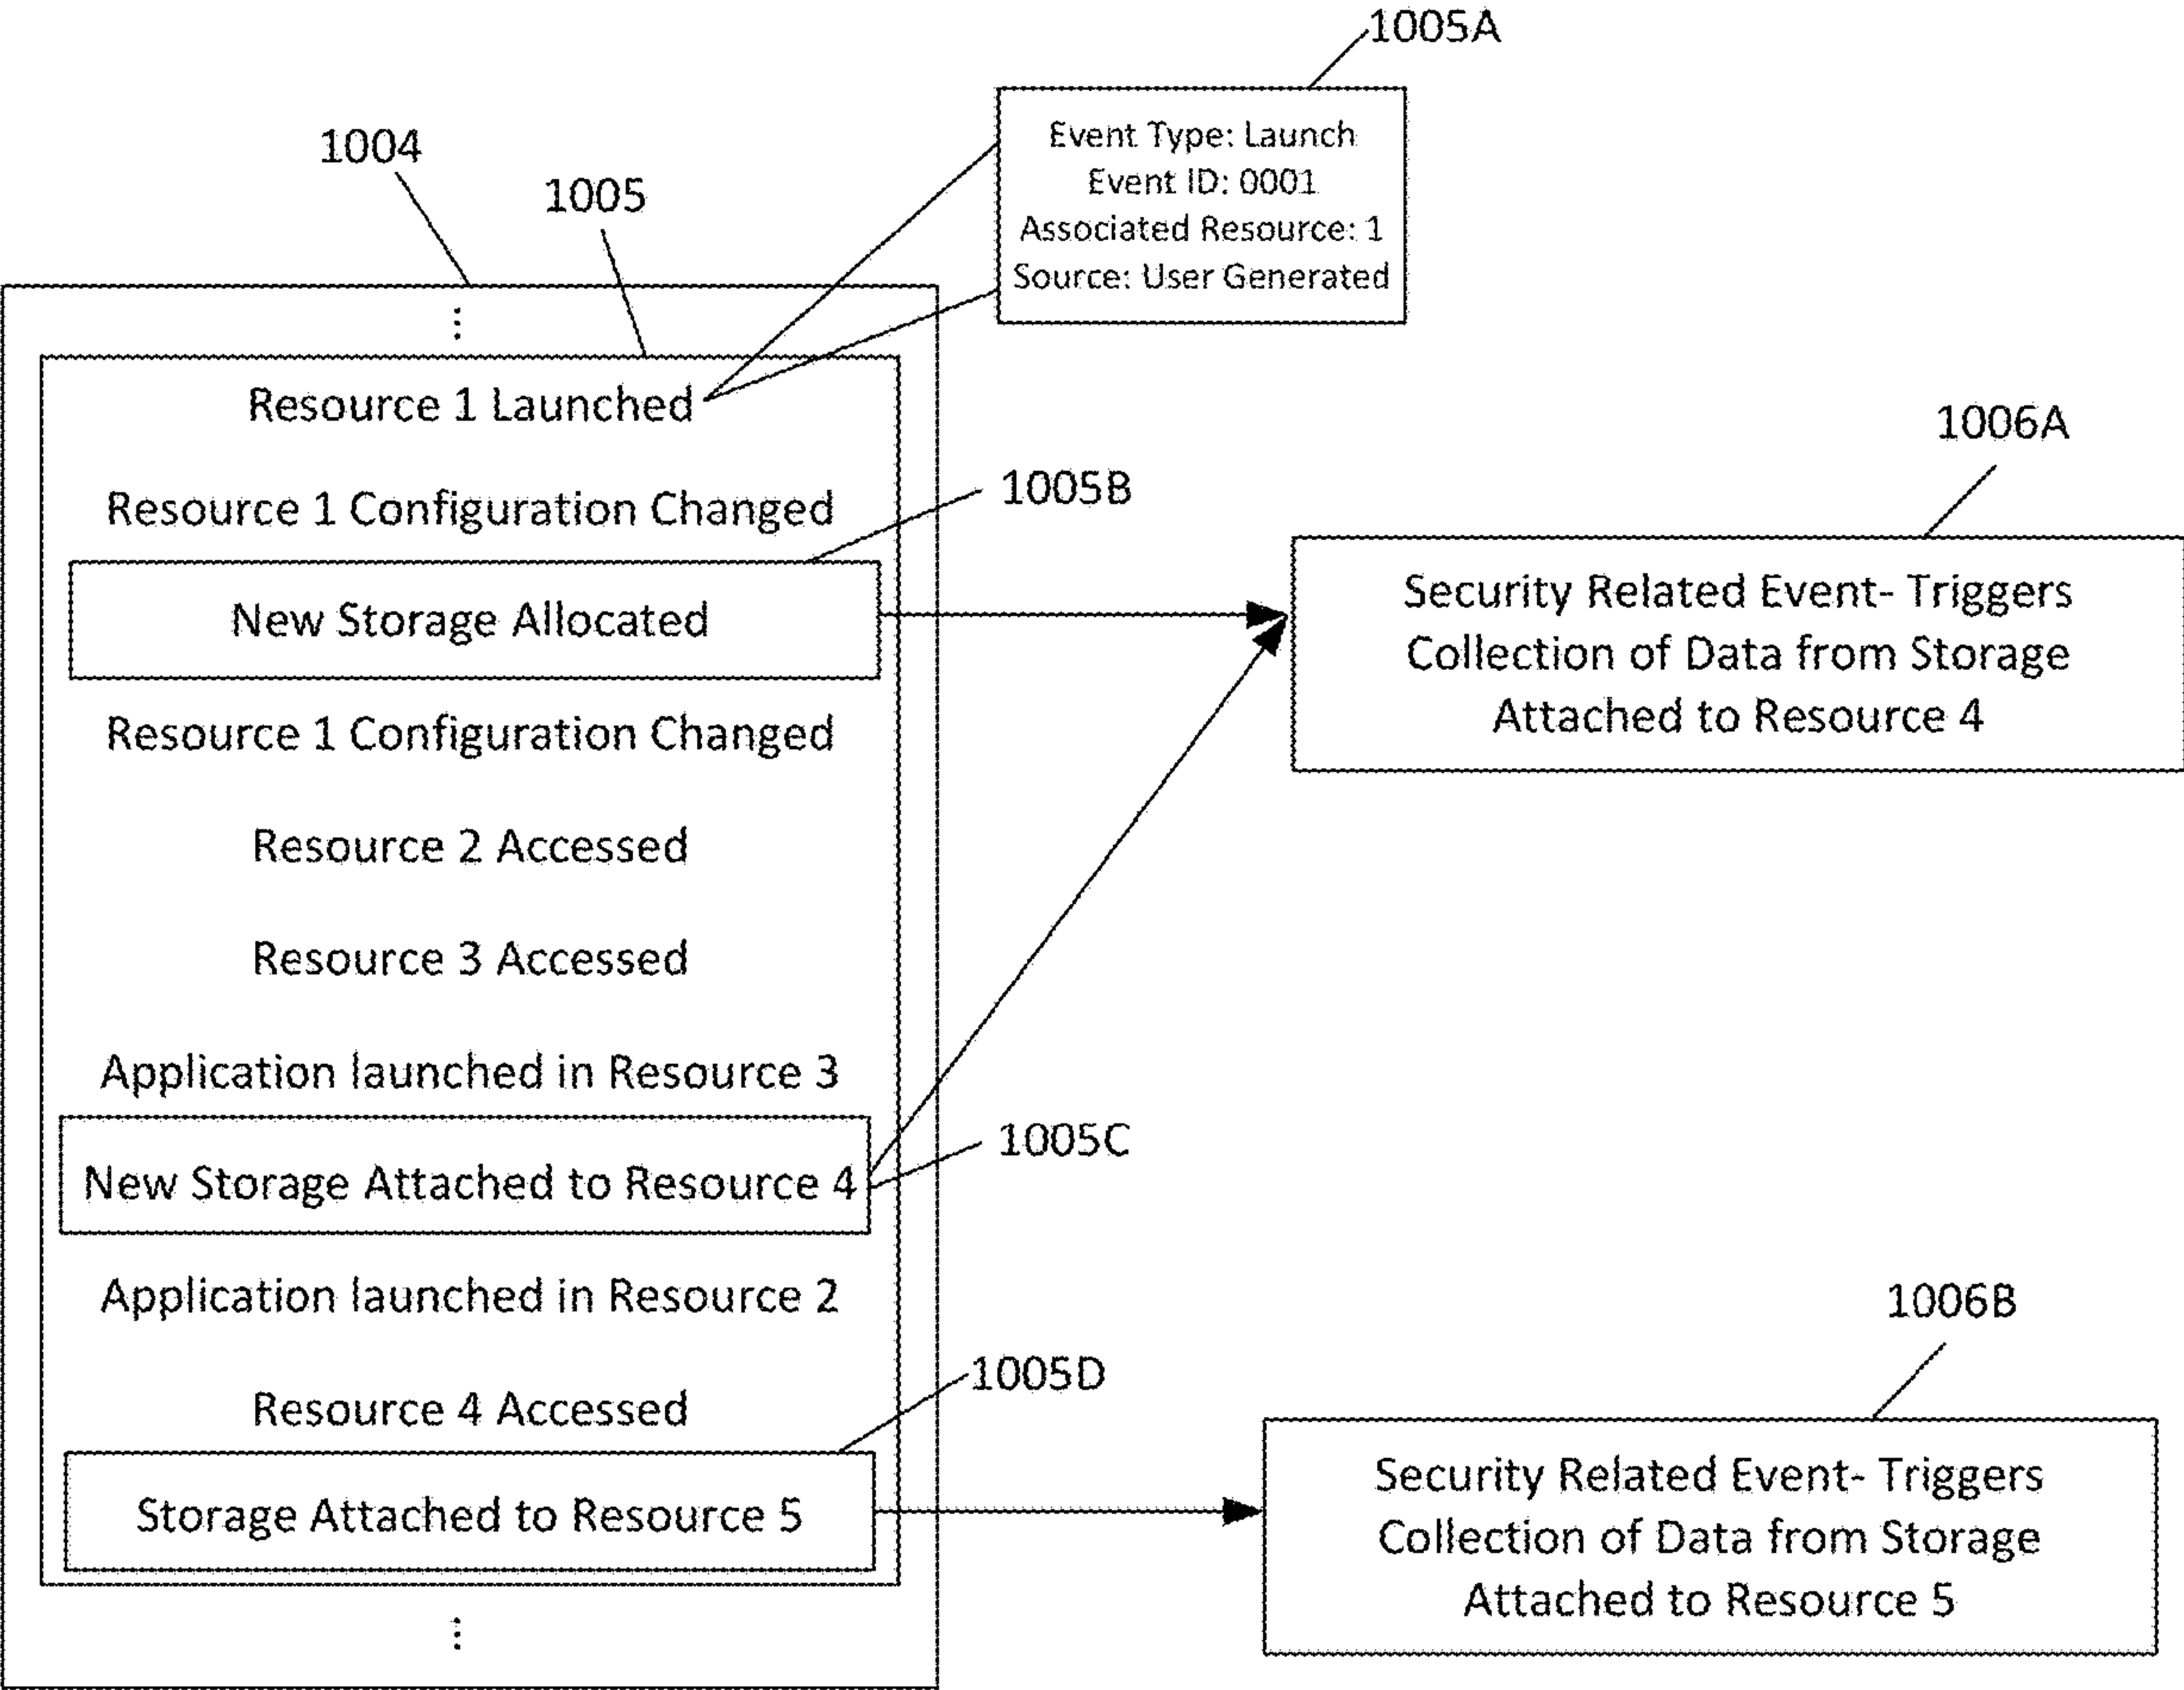 1005A
Event Type: Launch
Event ID: 0001
Associated Resource: 1
Source: User Generated
1004
1005
⋮
Resource 1 Launched
Resource 1 Configuration Changed
1005B
New Storage Allocated
Resource 1 Configuration Changed
Resource 2 Accessed
Resource 3 Accessed
Application launched in Resource 3
New Storage Attached to Resource 4
1005C
Application launched in Resource 2
Resource 4 Accessed
1005D
Storage Attached to Resource 5
⋮
1006A
Security Related Event- Triggers
Collection of Data from Storage
Attached to Resource 4
1006B
Security Related Event- Triggers
Collection of Data from Storage
Attached to Resource 5